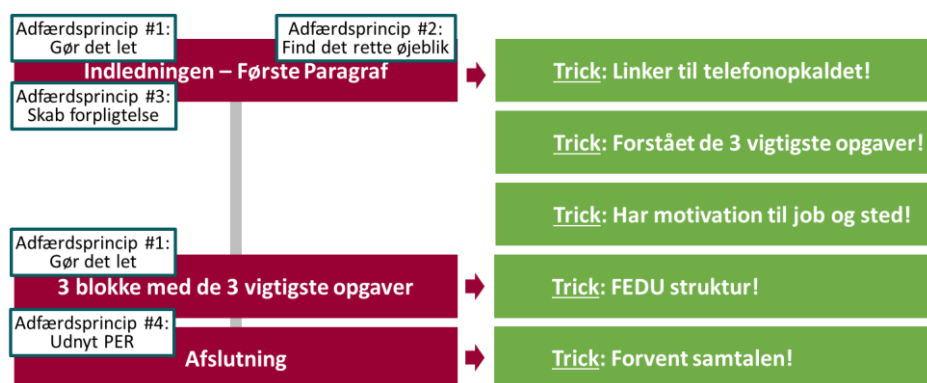 Adfærdsprincip #1:
Gør det let
Adfærdsprincip #2:
Find det rette øjeblik
Indledningen – Første Paragraf
Trick: Linker til telefonopkaldet!
Adfærdsprincip #3:
Skab forpligtelse
Trick: Forstået de 3 vigtigste opgaver!
Trick: Har motivation til job og sted!
Adfærdsprincip #1:
Gør det let
3 blokke med de 3 vigtigste opgaver
Trick: FEDU struktur!
Adfærdsprincip #4:
Udnyt PER
Afslutning
Trick: Forvent samtalen!